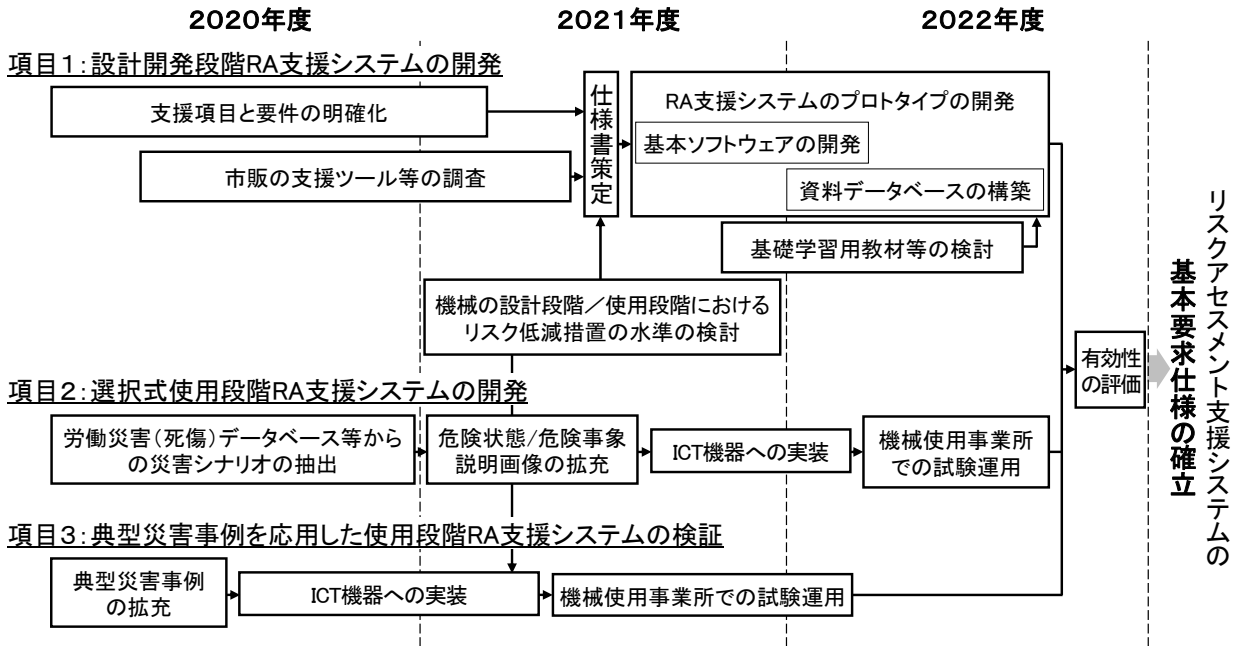 2020年度
2021年度
2022年度
項目1:設計開発段階RA支援システムの開発
支援項目と要件の明確化
市販の支援ツール等の調査
仕様書策定
RA支援システムのプロトタイプの開発
基本ソフトウェアの開発
資料データベースの構築
基礎学習用教材等の検討
機械の設計段階/使用段階における
リスク低減措置の水準の検討
項目2:選択式使用段階RA支援システムの開発
労働災害(死傷)データベース等から
の災害シナリオの抽出
危険状態/危険事象
説明画像の拡充
ICT機器への実装
機械使用事業所
での試験運用
項目3:典型災害事例を応用した使用段階RA支援システムの検証
典型災害事例
の拡充
ICT機器への実装
機械使用事業所での試験運用
有効性
の評価
リスクアセスメント支援システムの
基本要求仕様の確立